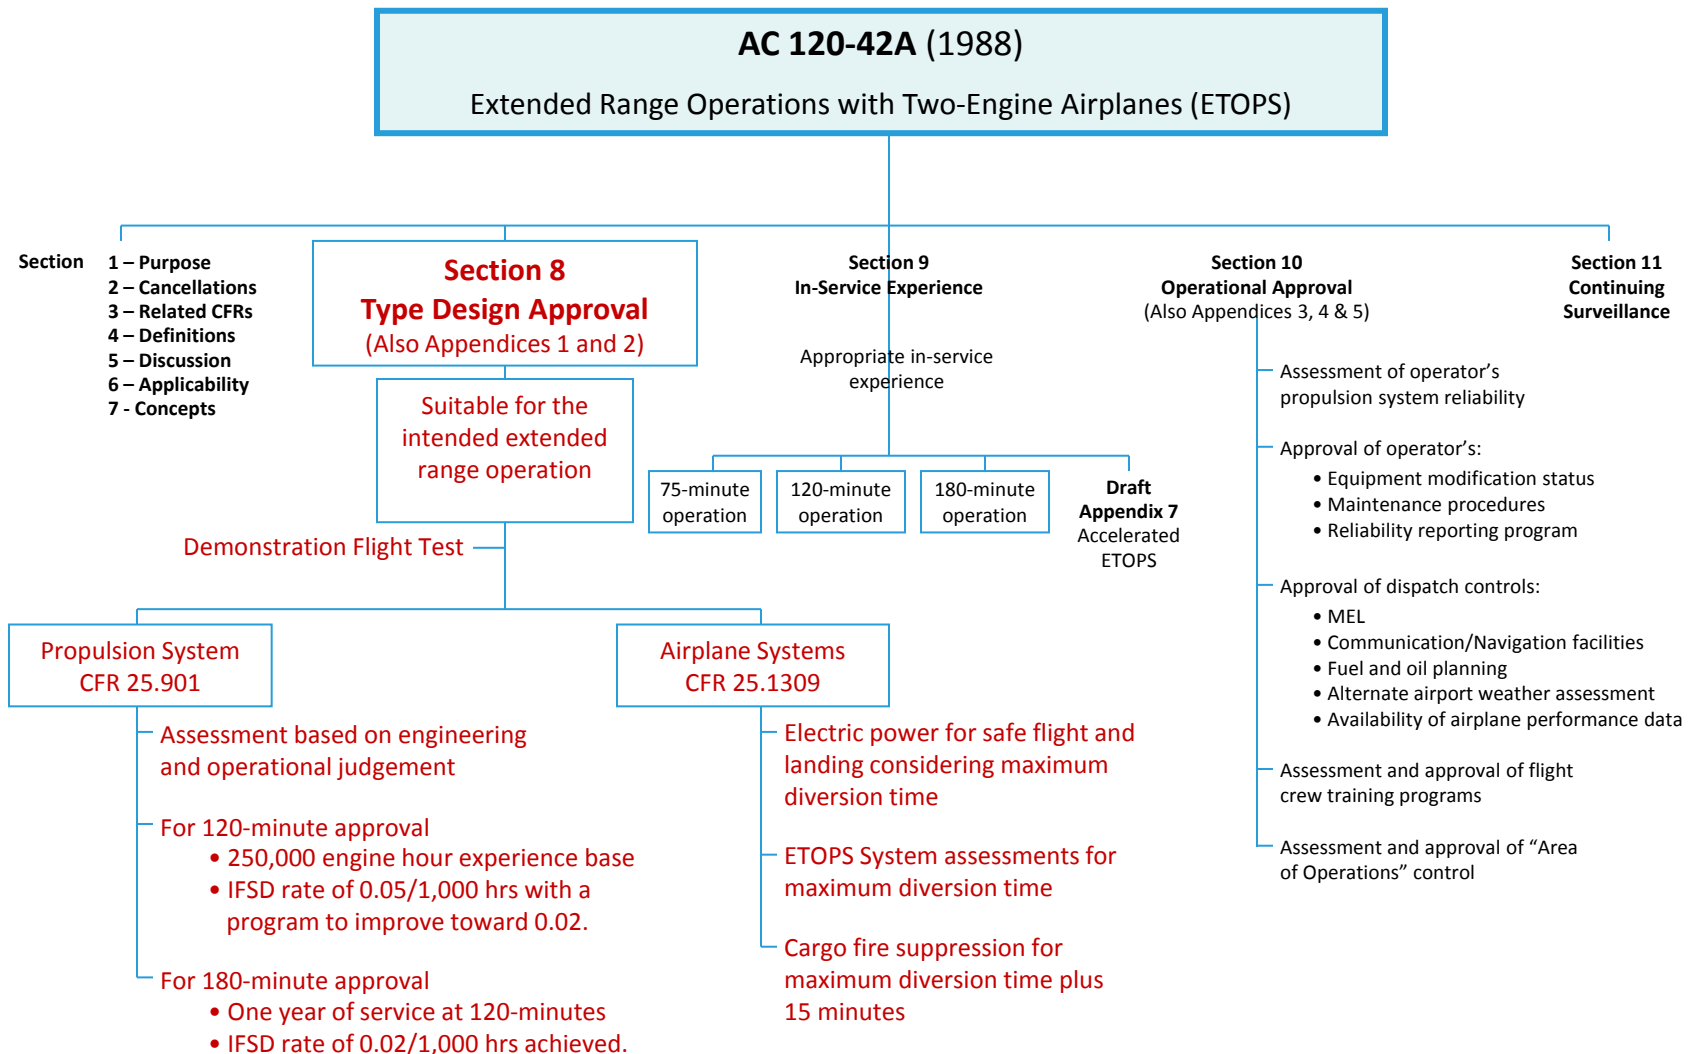 AC 120-42A (1988)
Extended Range Operations with Two-Engine Airplanes (ETOPS)
Section
1 – Purpose
2 – Cancellations
3 – Related CFRs
4 – Definitions
5 – Discussion
6 – Applicability
7 - Concepts
Section 8
Type Design Approval
(Also Appendices 1 and 2)
Suitable for the
intended extended
range operation
Demonstration Flight Test
Propulsion System
CFR 25.901
Assessment based on engineering
and operational judgement
For 120-minute approval
• 250,000 engine hour experience base
• IFSD rate of 0.05/1,000 hrs with a
program to improve toward 0.02.
For 180-minute approval
• One year of service at 120-minutes
• IFSD rate of 0.02/1,000 hrs achieved.
Airplane Systems
CFR 25.1309
Electric power for safe flight and
landing considering maximum
diversion time
ETOPS System assessments for
maximum diversion time
Cargo fire suppression for
maximum diversion time plus
15 minutes
Section 9
In-Service Experience
Appropriate in-service
experience
75-minute
operation
120-minute
operation
180-minute
operation
Draft
Appendix 7
Accelerated
ETOPS
Section 10
Operational Approval
(Also Appendices 3, 4 & 5)
Assessment of operator’s
propulsion system reliability
Approval of operator’s:
• Equipment modification status
• Maintenance procedures
• Reliability reporting program
Approval of dispatch controls:
• MEL
• Communication/Navigation facilities
• Fuel and oil planning
• Alternate airport weather assessment
• Availability of airplane performance data
Assessment and approval of flight
crew training programs
Assessment and approval of “Area
of Operations” control
Section 11
Continuing
Surveillance